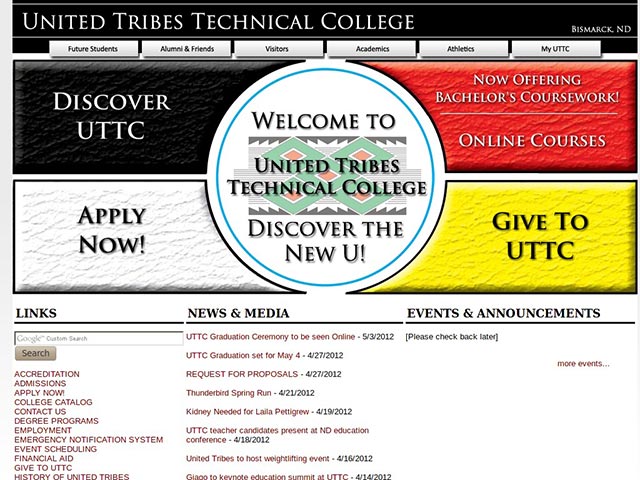 UNITED TRIBES TECHNICAL COLLEGE
BISMARCK, ND
Future Students
Alumni & Friends
Visitors
Academics
Athletics
My UTTC
DISCOVER
UTTC
NOW OFFERING
BACHELOR'S COURSEWORK!
ONLINE COURSES
WELCOME TO
UNITED TRIBES
TECHNICAL COLLEGE
DISCOVER THE
NEW U!
APPLY
NOW!
GIVE TO
UTTC
LINKS
Google™ Custom Search
Search
ACCREDITATION
ADMISSIONS
APPLY NOW!
COLLEGE CATALOG
CONTACT US
DEGREE PROGRAMS
EMPLOYMENT
EMERGENCY NOTIFICATION SYSTEM
EVENT SCHEDULING
FINANCIAL AID
GIVE TO UTTC
HISTORY OF UNITED TRIBES
NEWS & MEDIA
UTTC Graduation Ceremony to be seen Online - 5/3/2012
UTTC Graduation set for May 4 - 4/27/2012
REQUEST FOR PROPOSALS - 4/27/2012
Thunderbird Spring Run - 4/21/2012
Kidney Needed for Laila Pettigrew - 4/19/2012
UTTC teacher candidates present at ND education
conference - 4/18/2012
United Tribes to host weightlifting event - 4/16/2012
Giago to keynote education summit at UTTC - 4/14/2012
EVENTS & ANNOUNCEMENTS
[Please check back later]
more events...